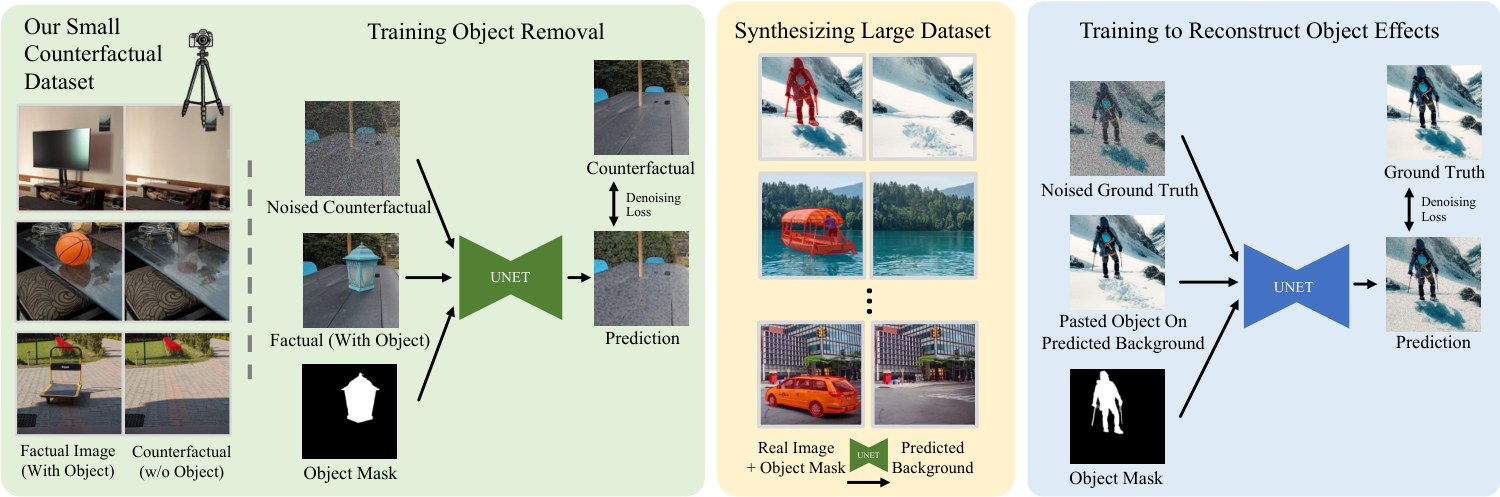 Our Small
Counterfactual
Dataset
Factual Image
(With Object)
Counterfactual
(w/o Object)
Training Object Removal
Noised Counterfactual
Factual (With Object)
Object Mask
UNET
Counterfactual
Denoising
Loss
Prediction
Synthesizing Large Dataset
Real Image
+ Object Mask
UNET
Predicted
Background
Training to Reconstruct Object Effects
Noised Ground Truth
Pasted Object On
Predicted Background
Object Mask
UNET
Ground Truth
Denoising
Loss
Prediction